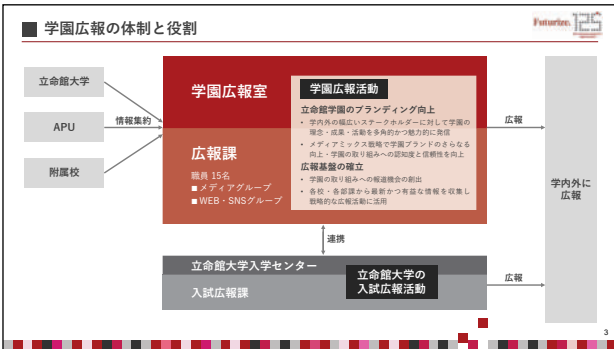 ■ 学園広報の体制と役割
Futurize. 125
立命館大学
APU
附属校
情報集約
学園広報室
広報課
職員 15名
■ メディアグループ
■ WEB・SNSグループ
学園広報活動
立命館学園のブランディング向上
• 学内外の幅広いステークホルダーに対して学園の
理念・成果・活動を多角的かつ魅力的に発信
• メディアミックス戦略で学園ブランドのさらなる
向上・学園の取り組みへの認知度と信頼性を向上
広報基盤の確立
• 学園の取り組みへの報道機会の創出
• 各校・各部課から最新かつ有益な情報を収集し
戦略的な広報活動に活用
広報
学内外に
広報
連携
立命館大学入学センター
入試広報課
立命館大学の
入試広報活動
広報
3